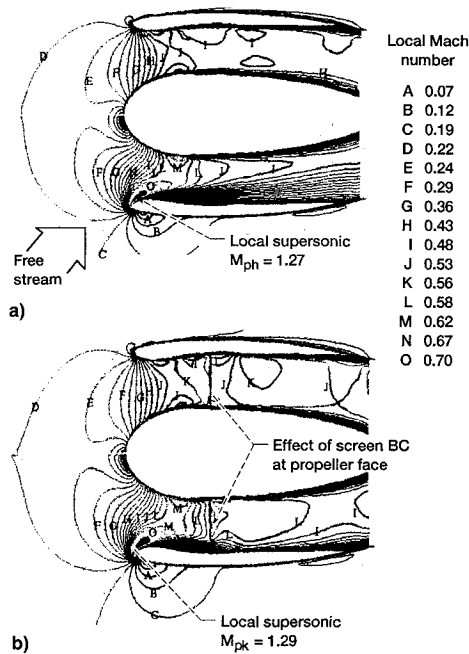 Local Mach
number
A 0.07
B 0.12
C 0.19
D 0.22
E 0.24
F 0.29
G 0.36
H 0.43
I 0.48
J 0.53
K 0.56
L 0.58
M 0.62
N 0.67
O 0.70
D
E
F
G
H
I
I
I
H
F
G
L
M
L
L
I
O
A
B
C
Local supersonic
Mph = 1.27
Free
stream
a)
D
E
F
G
H
K
J
K
J
Effect of screen BC
at propeller face
M
F
G
M
O
L
I
I
I
A
B
C
Local supersonic
Mpk = 1.29
b)